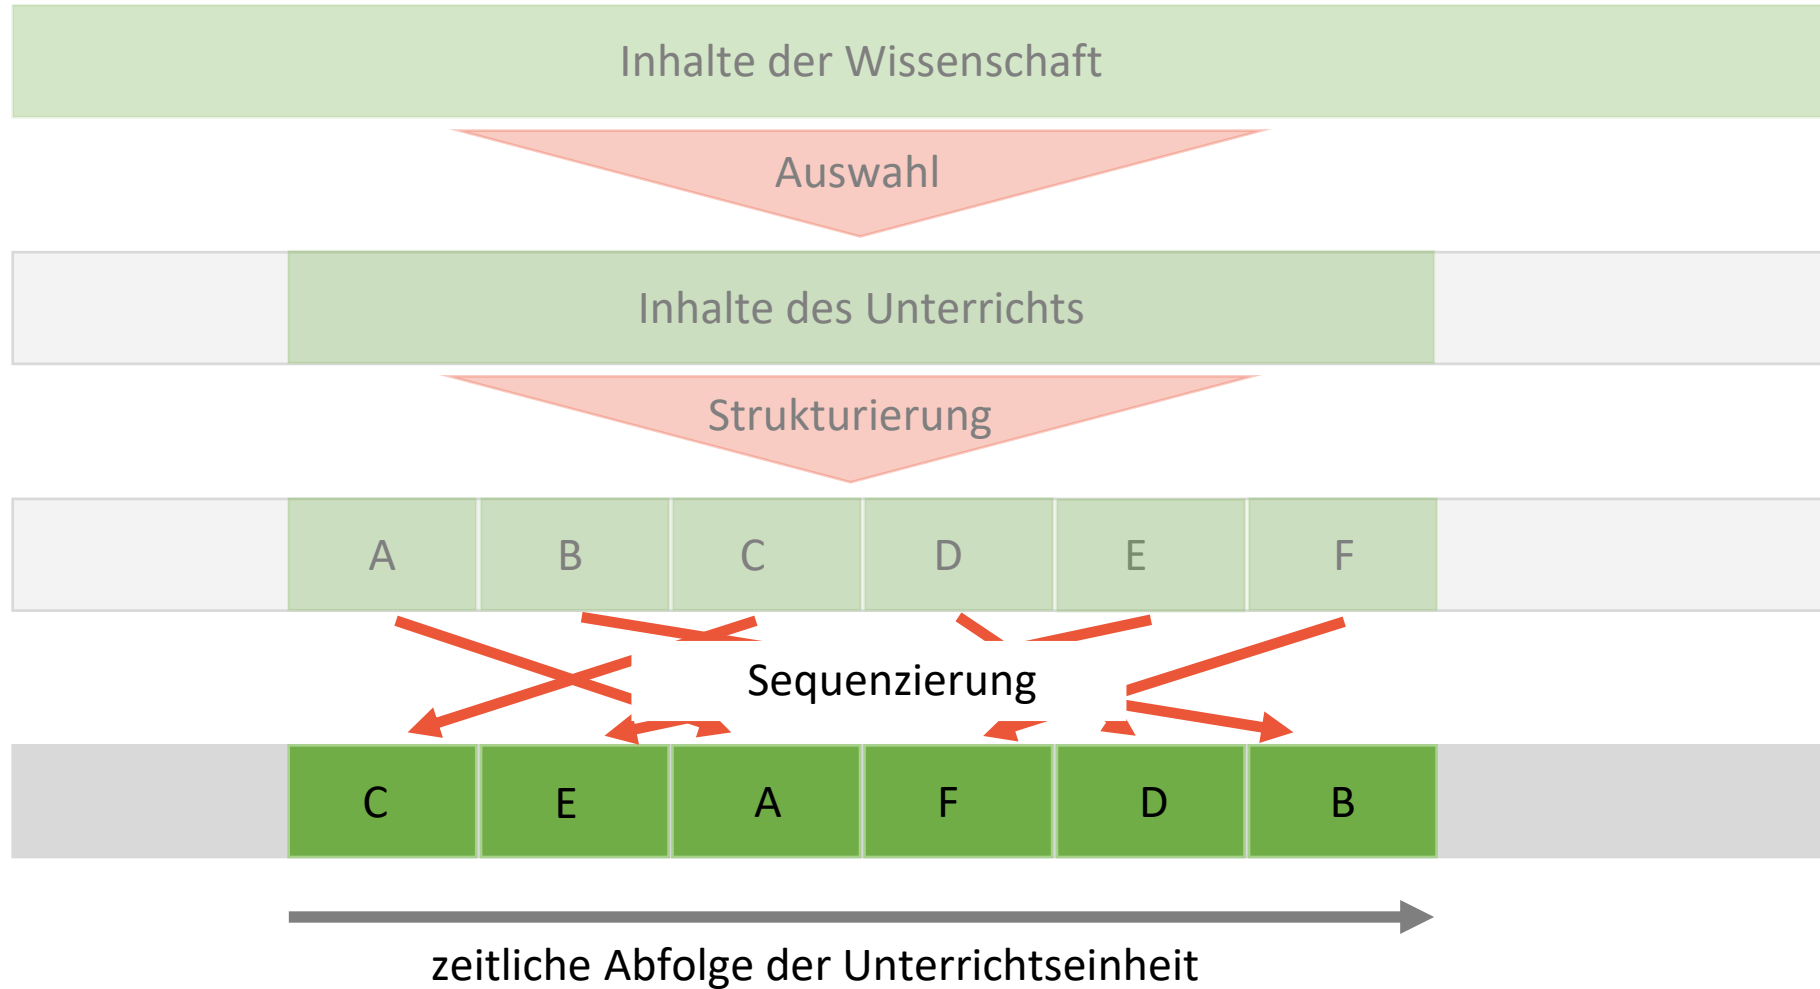 Inhalte der Wissenschaft
Auswahl
Inhalte des Unterrichts
Strukturierung
A B C D E F
Sequenzierung
C E A F D B
zeitliche Abfolge der Unterrichtseinheit